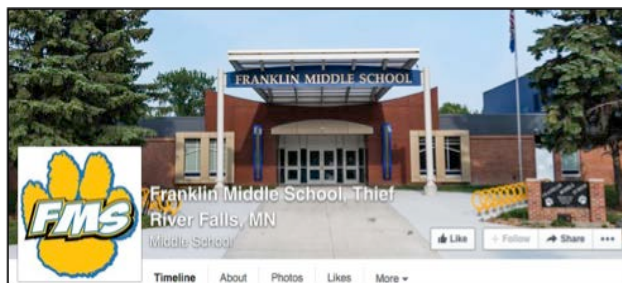 FRANKLIN MIDDLE SCHOOL
FMS
Franklin Middle School, Thief
River Falls, MN
Middle School
Like
+ Follow
Share
Timeline About Photos Likes More